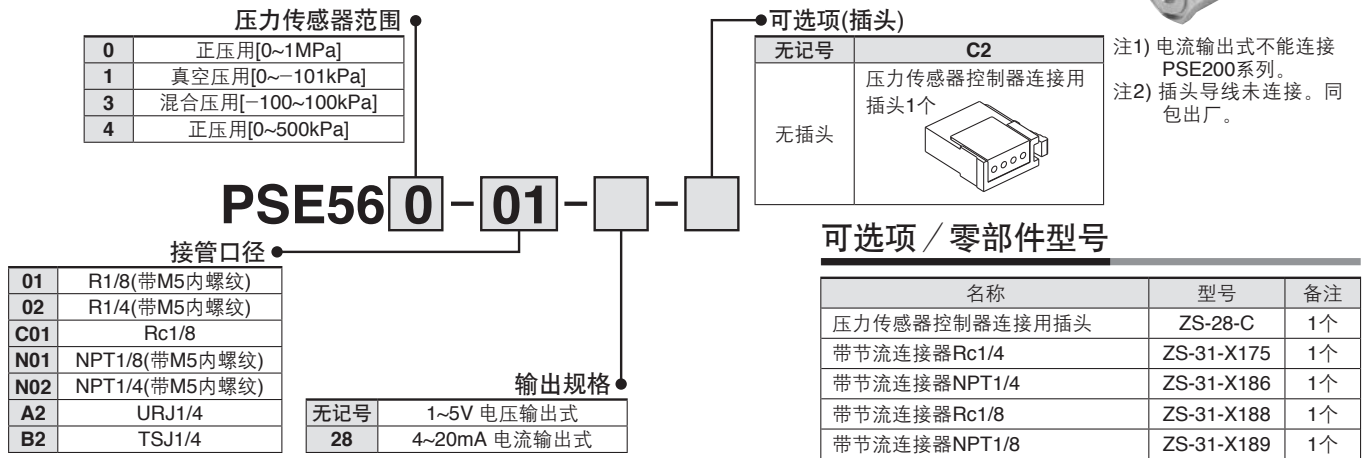 压力传感器范围
0 正压用[0~1MPa]
1 真空压用[0~−101kPa]
3 混合压用[−100~100kPa]
4 正压用[0~500kPa]
可选项(插头)
无记号 C2
无插头
压力传感器控制器连接用
插头1个
注1) 电流输出式不能连接
PSE200系列。
注2) 插头导线未连接。同
包出厂。
PSE56 0 - 01 - -
接管口径
01 R1/8(带M5内螺纹)
02 R1/4(带M5内螺纹)
C01 Rc1/8
N01 NPT1/8(带M5内螺纹)
N02 NPT1/4(带M5内螺纹)
A2 URJ1/4
B2 TSJ1/4
输出规格
无记号 1~5V 电压输出式
28 4~20mA 电流输出式
可选项／零部件型号
名称 型号 备注
压力传感器控制器连接用插头 ZS-28-C 1个
带节流连接器Rc1/4 ZS-31-X175 1个
带节流连接器NPT1/4 ZS-31-X186 1个
带节流连接器Rc1/8 ZS-31-X188 1个
带节流连接器NPT1/8 ZS-31-X189 1个